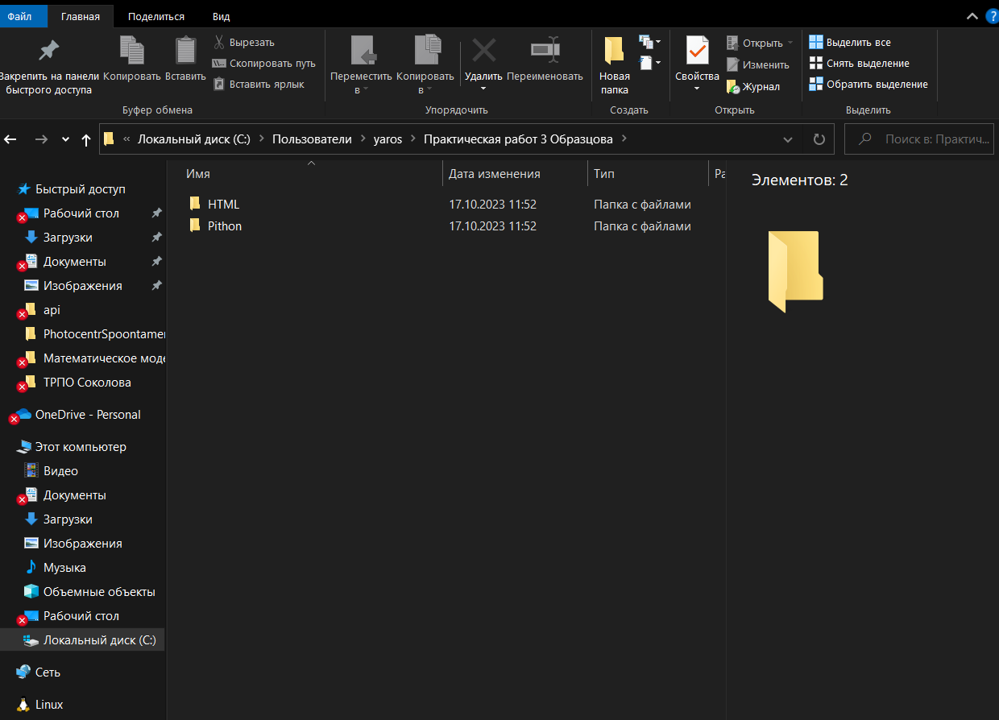 Файл
Главная
Поделиться
Вид
?
Закрепить на панели
быстрого доступа
Копировать
Вставить
Вырезать
Скопировать путь
Вставить ярлык
Буфер обмена
Переместить
в
Копировать
в
Удалить
Переименовать
Упорядочить
Новая
папка
Создать
Свойства
Открыть
Изменить
Журнал
Открыть
Выделить все
Снять выделение
Обратить выделение
Выделить
« Локальный диск (C:) > Пользователи > yaros > Практическая работ 3 Образцова >
Поиск в: Практич...
Имя
Дата изменения
Тип
Ра
HTML 17.10.2023 11:52 Папка с файлами
Pithon 17.10.2023 11:52 Папка с файлами
Элементов: 2
Быстрый доступ
Рабочий стол
Загрузки
Документы
Изображения
api
PhotocentrSpoontamer
Математическое моде
ТРПО Соколова
OneDrive - Personal
Этот компьютер
Видео
Документы
Загрузки
Изображения
Музыка
Объемные объекты
Рабочий стол
Локальный диск (C:)
Сеть
Linux